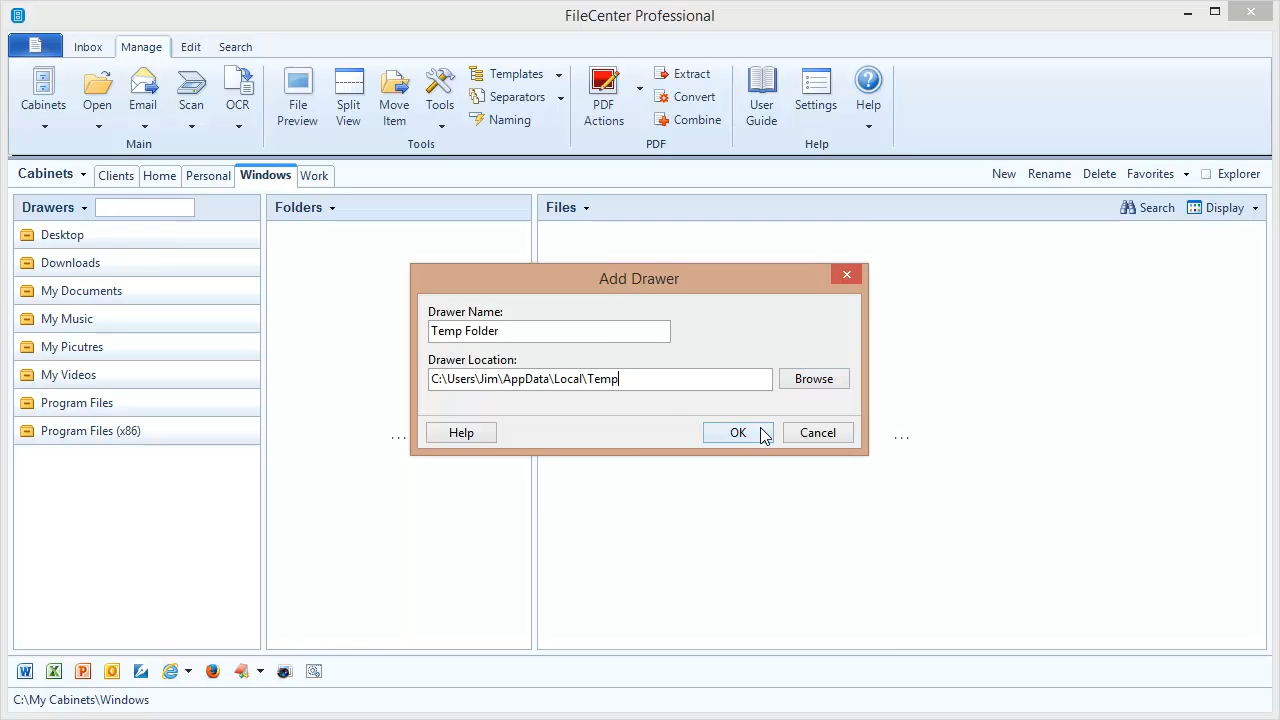 FileCenter Professional
Inbox Manage Edit Search
Cabinets Open Email Scan OCR
Main
File Preview Split View Move Item Tools
Templates
Separators
Naming
Tools
PDF Actions
Extract
Convert
Combine
PDF
User Guide Settings Help
Help
Cabinets Clients Home Personal Windows Work
New Rename Delete Favorites Explorer
Drawers
Folders
Files
Search Display
Desktop
Downloads
My Documents
My Music
My Picutres
My Videos
Program Files
Program Files (x86)
...
...
Add Drawer
Drawer Name:
Temp Folder
Drawer Location:
C:\Users\Jim\AppData\Local\Temp
Browse
Help OK Cancel
C:\My Cabinets\Windows